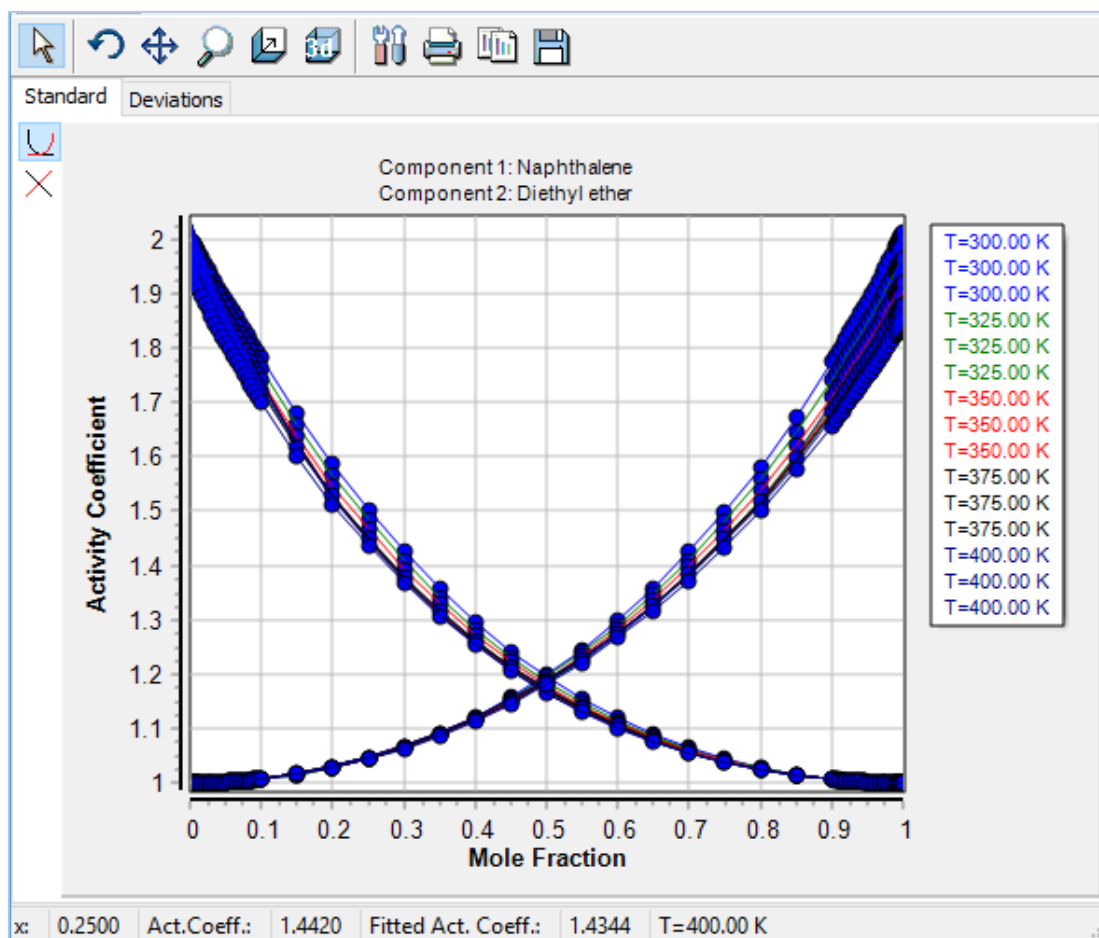 3d
Standard Deviations
Component 1: Naphthalene
Component 2: Diethyl ether
Activity Coefficient
2
1.9
1.8
1.7
1.6
1.5
1.4
1.3
1.2
1.1
1
0 0.1 0.2 0.3 0.4 0.5 0.6 0.7 0.8 0.9 1
Mole Fraction
T=300.00 K
T=300.00 K
T=300.00 K
T=325.00 K
T=325.00 K
T=325.00 K
T=350.00 K
T=350.00 K
T=350.00 K
T=375.00 K
T=375.00 K
T=375.00 K
T=400.00 K
T=400.00 K
T=400.00 K
x: 0.2500 Act.Coeff.: 1.4420 Fitted Act. Coeff.: 1.4344 T=400.00 K